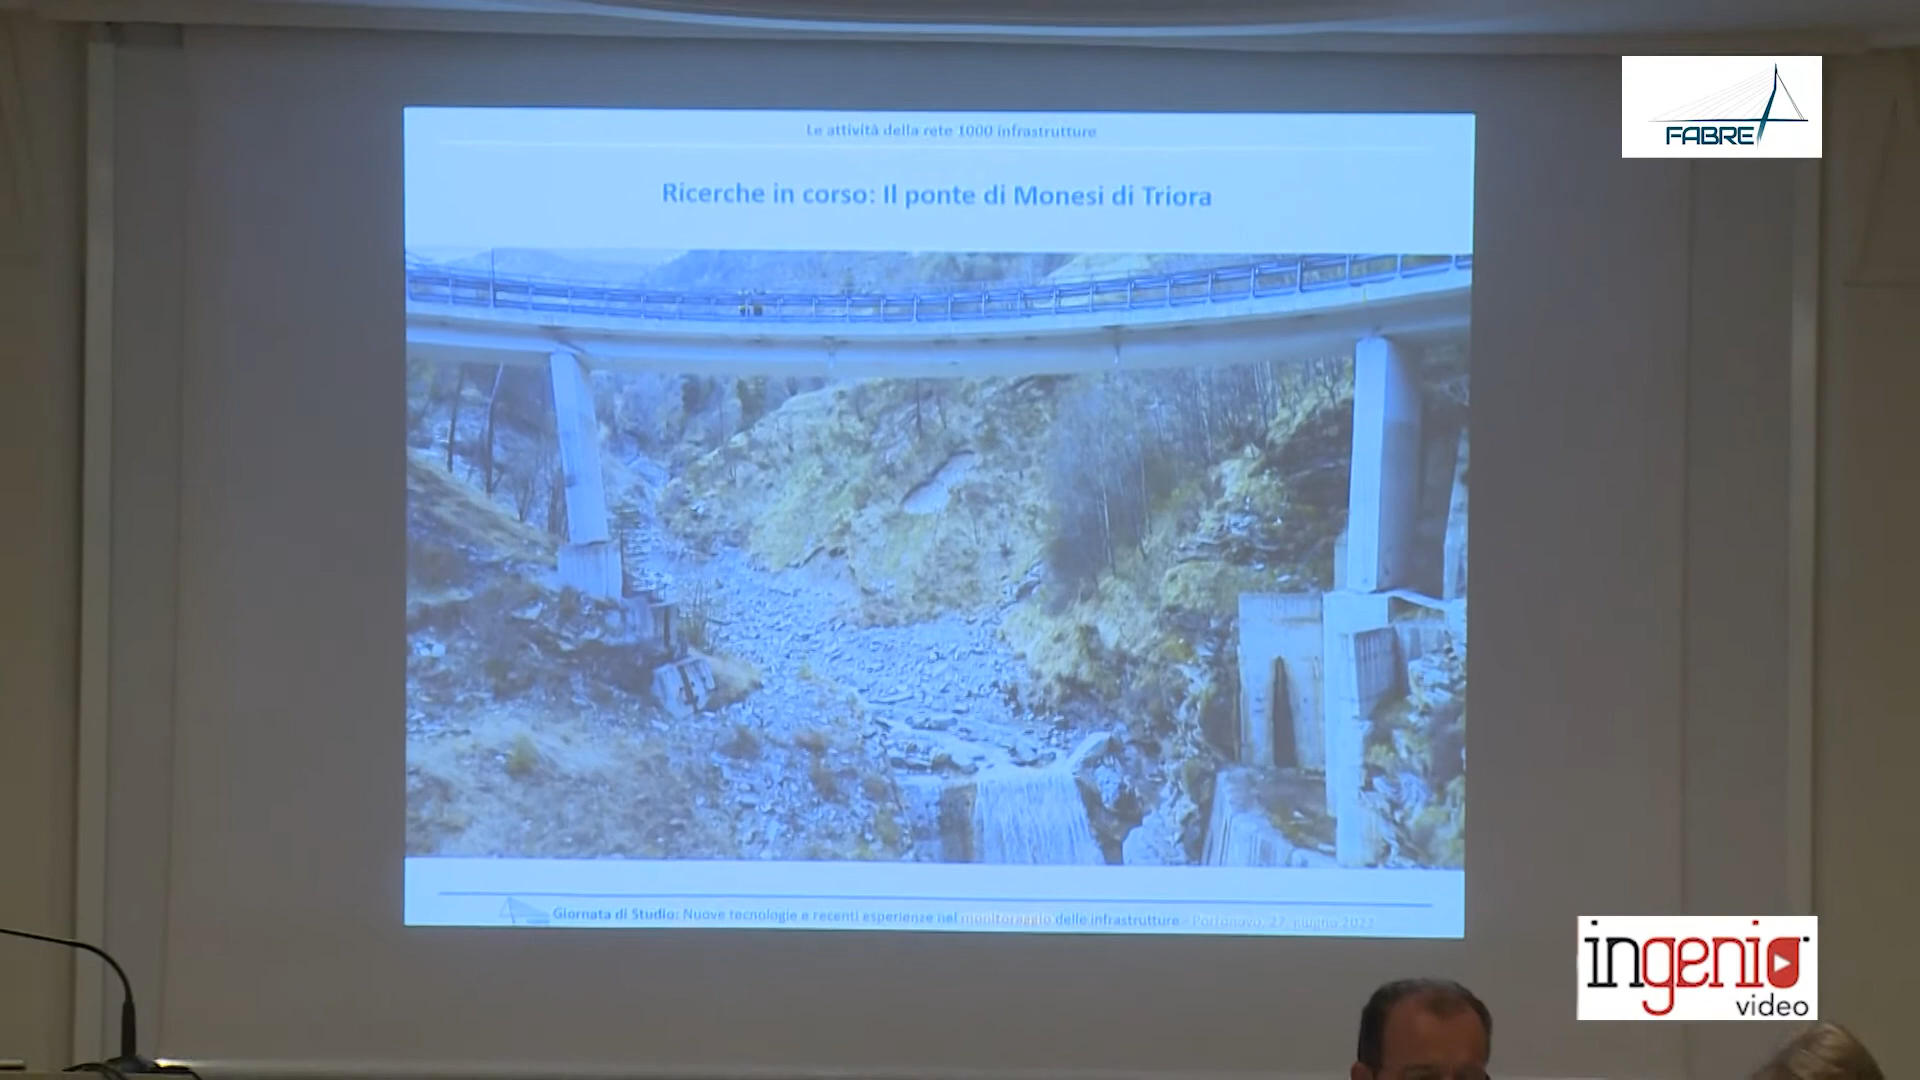 Le attività della rete 1000 infrastrutture
FABRE
Ricerche in corso: Il ponte di Monesi di Triora
Giornata di Studio: Nuove tecnologie e recenti esperienze nel monitoraggio delle infrastrutture - Portonovo, 27, giugno 2022
ingenio
video